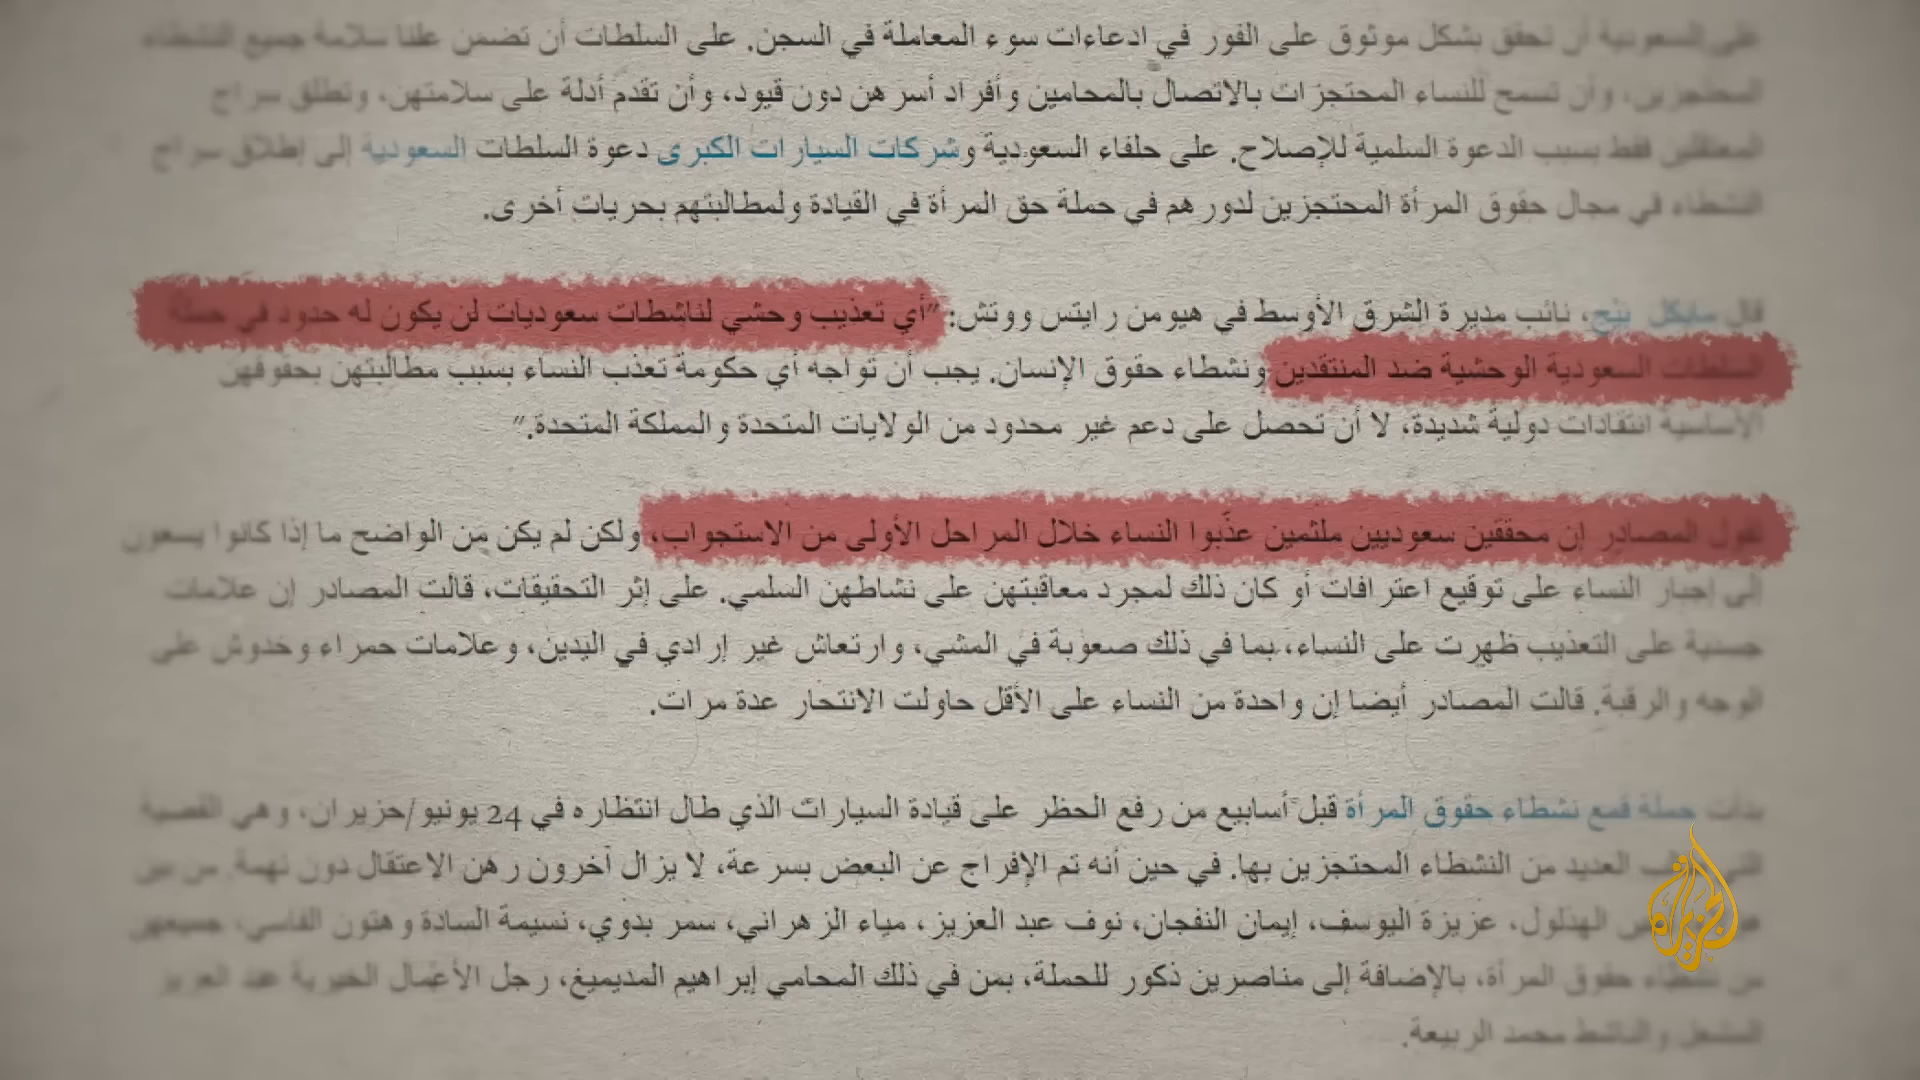 على السعودية أن تحقق بشكل موثوق على الفور في ادعاءات سوء المعاملة في السجن. على السلطات أن تضمن علنا سلامة جميع النشطاء
المحتجزين، وأن تسمح للنساء المحتجزات بالاتصال بالمحامين وأفراد أسرهن دون قيود، وأن تقدم أدلة على سلامتهن، وتطلق سراح
المعتقلين فقط بسبب الدعوة السلمية للإصلاح. على حلفاء السعودية وشركات السيارات الكبرى دعوة السلطات السعودية إلى إطلاق سراح
النشطاء في مجال حقوق المرأة المحتجزين لدورهم في حملة حق المرأة في القيادة ولمطالبتهم بحريات أخرى.
قال مايكل بَيْج، نائب مديرة الشرق الأوسط في هيومن رايتس ووتش: "أي تعذيب وحشي لناشطات سعوديات لن يكون له حدود في حملة
السلطات السعودية الوحشية ضد المنتقدين ونشطاء حقوق الإنسان. يجب أن تواجه أي حكومة تعذب النساء بسبب مطالبتهن بحقوقهن
الأساسية انتقادات دولية شديدة، لا أن تحصل على دعم غير محدود من الولايات المتحدة والمملكة المتحدة."
تقول المصادر إن محققين سعوديين ملثمين عذّبوا النساء خلال المراحل الأولى من الاستجواب، ولكن لم يكن من الواضح ما إذا كانوا يسعون
إلى إجبار النساء على توقيع اعترافات أو كان ذلك لمجرد معاقبتهن على نشاطهن السلمي. على إثر التحقيقات، قالت المصادر إن علامات
جسدية على التعذيب ظهرت على النساء، بما في ذلك صعوبة في المشي، وارتعاش غير إرادي في اليدين، وعلامات حمراء وخدوش على
الوجه والرقبة. قالت المصادر أيضا إن واحدة من النساء على الأقل حاولت الانتحار عدة مرات.
بدأت حملة قمع نشطاء حقوق المرأة قبل أسابيع من رفع الحظر على قيادة السيارات الذي طال انتظاره في 24 يونيو/حزيران، وهي القضية
العديد من النشطاء المحتجزين بها. في حين أنه تم الإفراج عن البعض بسرعة، لا يزال آخرون رهن الاعتقال دون تهمة. من بين
الهذلول، عزيزة اليوسف، إيمان النفجان، نوف عبد العزيز، مياء الزهراني، سمر بدوي، نسيمة السادة وهتون الفاسي، جميعهن
من نشطاء حقوق المرأة، بالإضافة إلى مناصرين ذكور للحملة، بمن في ذلك المحامي إبراهيم المديميغ، رجل الأعمال الخيرية عبد العزيز
المشعل والناشط محمد الربيعة.
الجزيرة